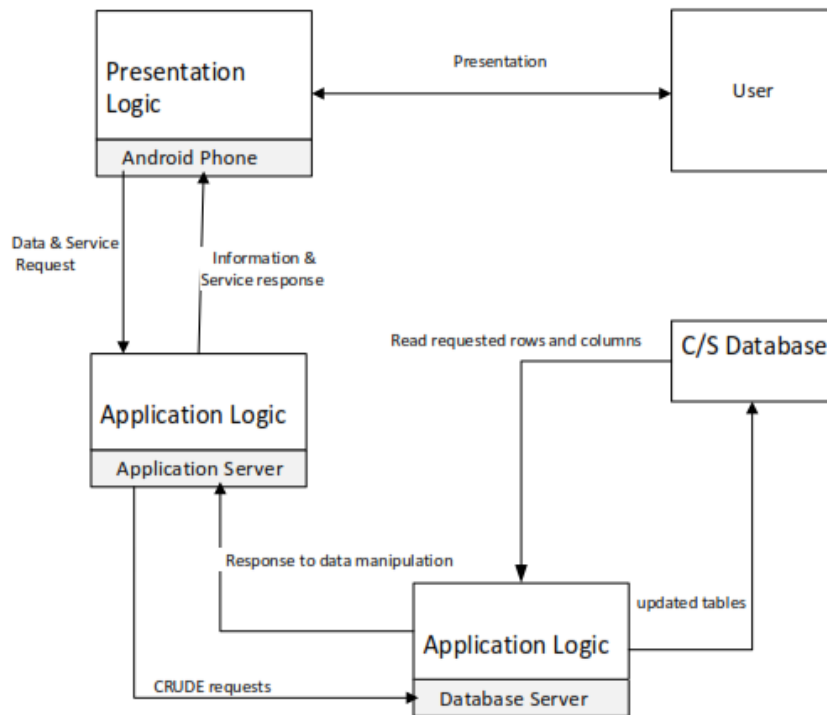 Presentation
Logic
Android Phone
Presentation
User
Data & Service
Request
Information &
Service response
Read requested rows and columns
C/S Database
Application Logic
Application Server
Response to data manipulation
Application Logic
Database Server
updated tables
CRUDE requests